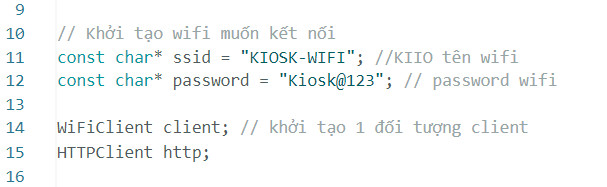 9
10 // Khởi tạo wifi muốn kết nối
11 const char* ssid = "KIOSK-WIFI"; //KIIO tên wifi
12 const char* password = "Kiosk@123"; // password wifi
13
14 WiFiClient client; // khởi tạo 1 đối tượng client
15 HTTPClient http;
16